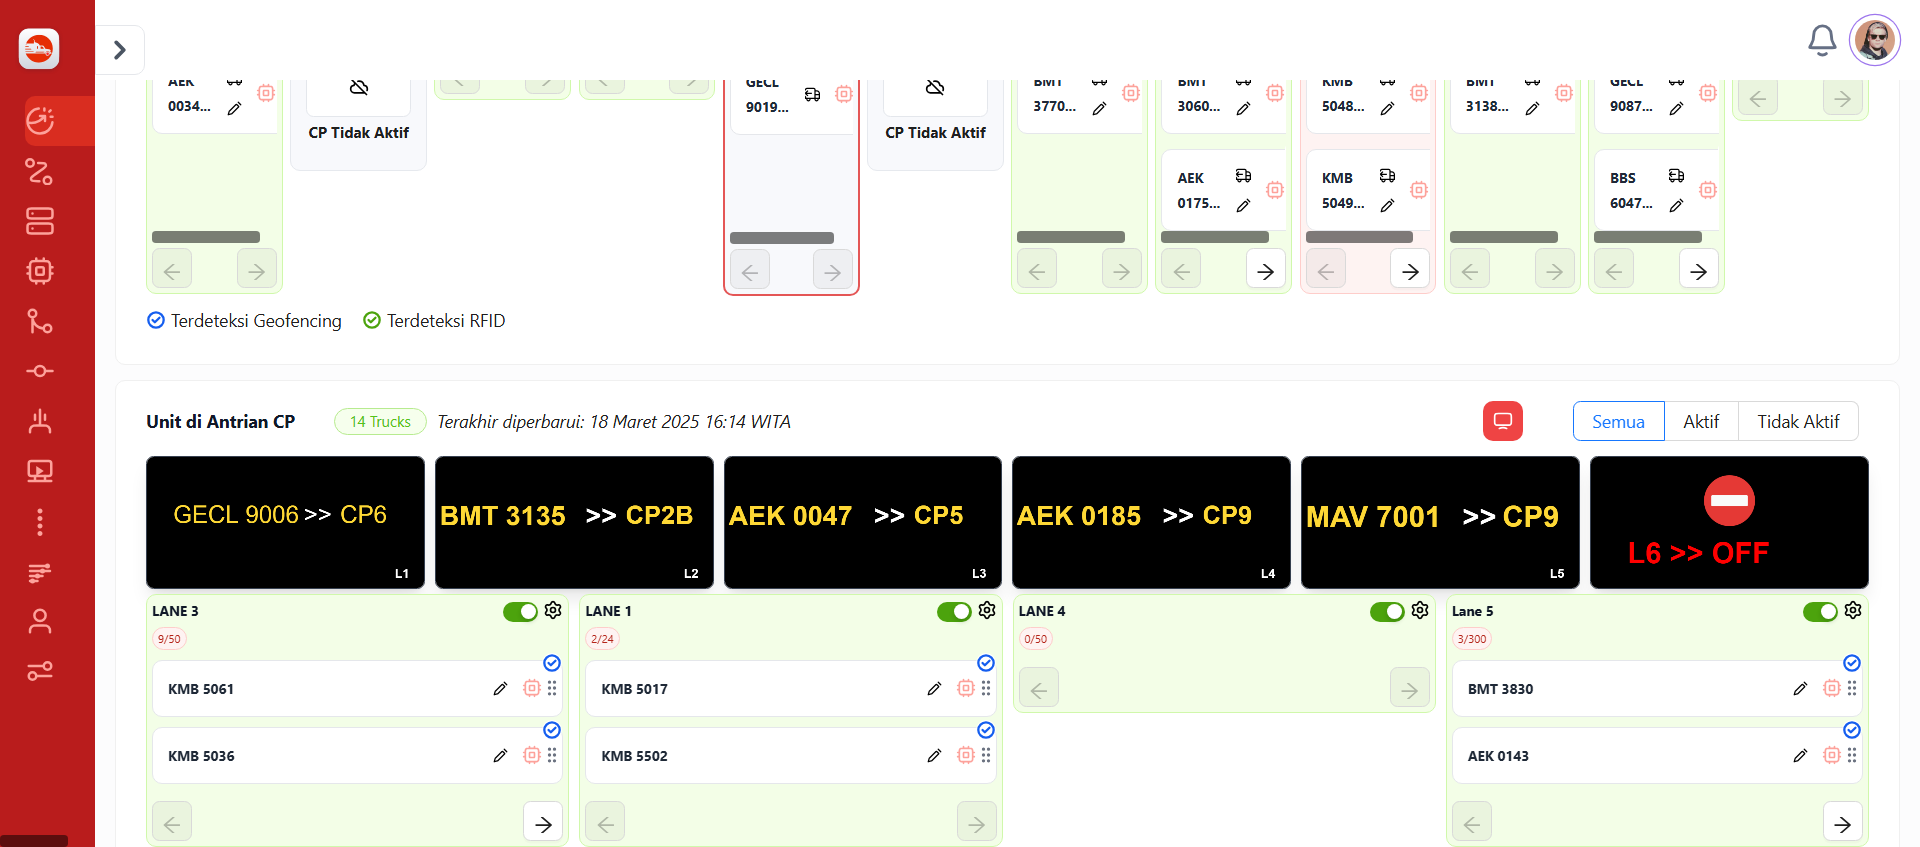 AEK
0034...
CP Tidak Aktif
GECL
9019...
CP Tidak Aktif
BMT
3770...
BMT
3060...
KMB
5048...
BMT
3138...
GECL
9087...
AEK
0175...
KMB
5049...
BBS
6047...
Terdeteksi Geofencing Terdeteksi RFID
Unit di Antrian CP 14 Trucks Terakhir diperbarui: 18 Maret 2025 16:14 WITA Semua Aktif Tidak Aktif
GECL 9006 >> CP6
L1
BMT 3135 >> CP2B
L2
AEK 0047 >> CP5
L3
AEK 0185 >> CP9
L4
MAV 7001 >> CP9
L5
L6 >> OFF
LANE 3
9/50
KMB 5061
KMB 5036
LANE 1
2/24
KMB 5017
KMB 5502
LANE 4
0/50
Lane 5
3/300
BMT 3830
AEK 0143